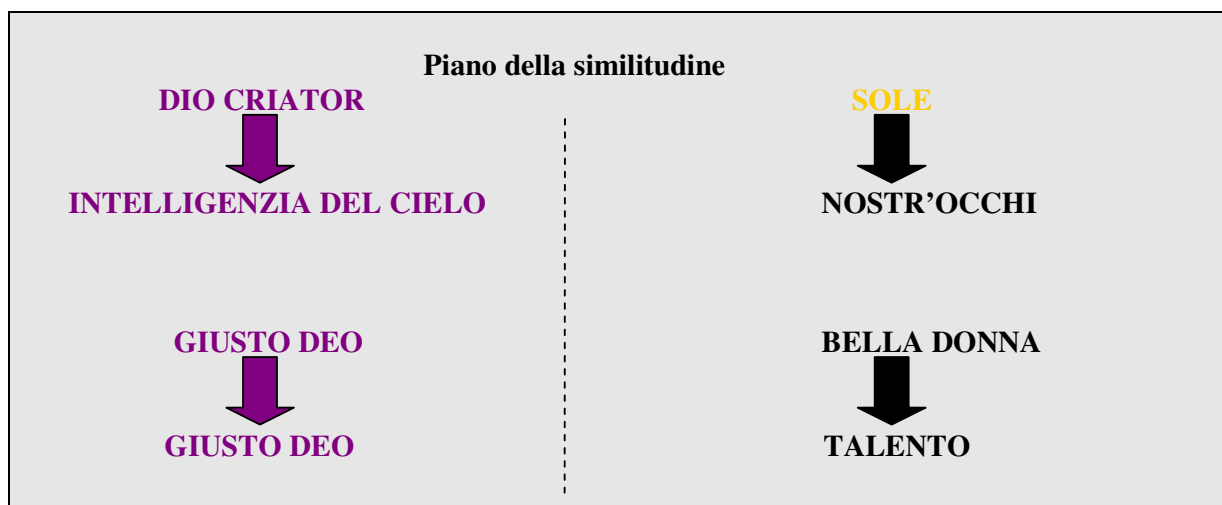 Piano della similitudine
DIO CRIATOR
SOLE
INTELLIGENZIA DEL CIELO
NOSTR’OCCHI
GIUSTO DEO
BELLA DONNA
GIUSTO DEO
TALENTO